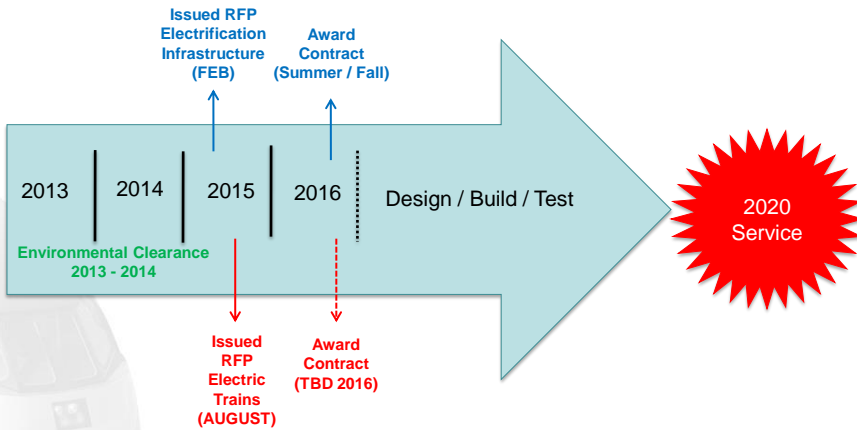 Issued RFP
Electrification
Infrastructure
(FEB)
Award
Contract
(Summer / Fall)
2013
2014
2015
2016
Design / Build / Test
2020
Service
Environmental Clearance
2013 - 2014
Issued
RFP
Electric
Trains
(AUGUST)
Award
Contract
(TBD 2016)